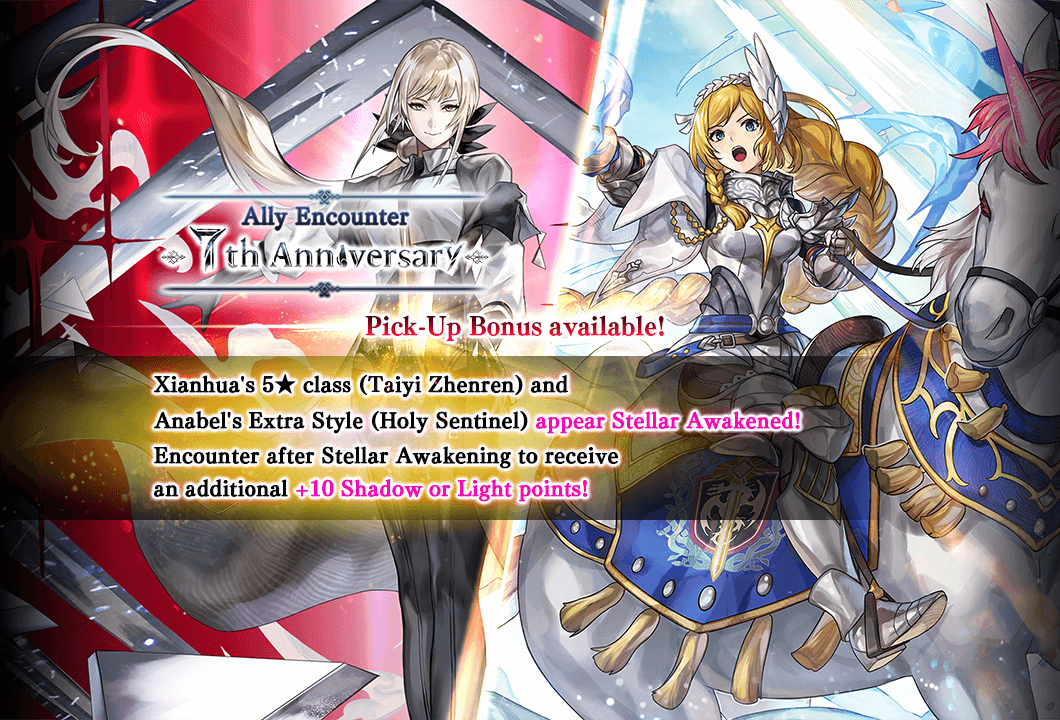 Ally Encounter
7th Anniversary
Pick-Up Bonus available!
Xianhua's 5★ class (Taiyi Zhenren) and
Anabel's Extra Style (Holy Sentinel) appear Stellar Awakened!
Encounter after Stellar Awakening to receive
an additional +10 Shadow or Light points!